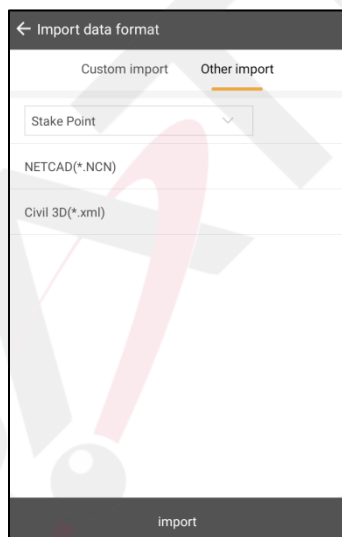 Import data format
Custom import Other import
Stake Point
NETCAD(*.NCN)
Civil 3D(*.xml)
import